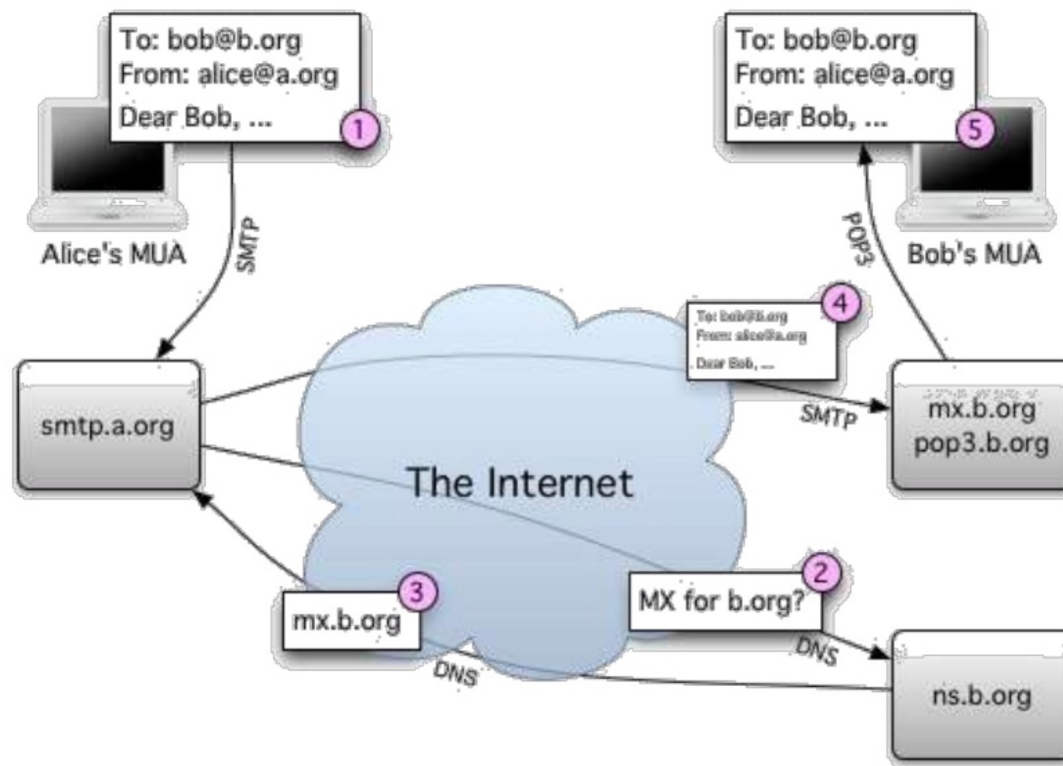 To: bob@b.org
From: alice@a.org
Dear Bob, ...
1
Alice's MUA
SMTP
To: bob@b.org
From: alice@a.org
Dear Bob, ...
5
Bob's MUA
POP3
To: bob@b.org
From: alice@a.org
Dear Bob, ...
4
SMTP
smtp.a.org
mx.b.org
pop3.b.org
The Internet
MX for b.org?
2
DNS
mx.b.org
3
DNS
ns.b.org